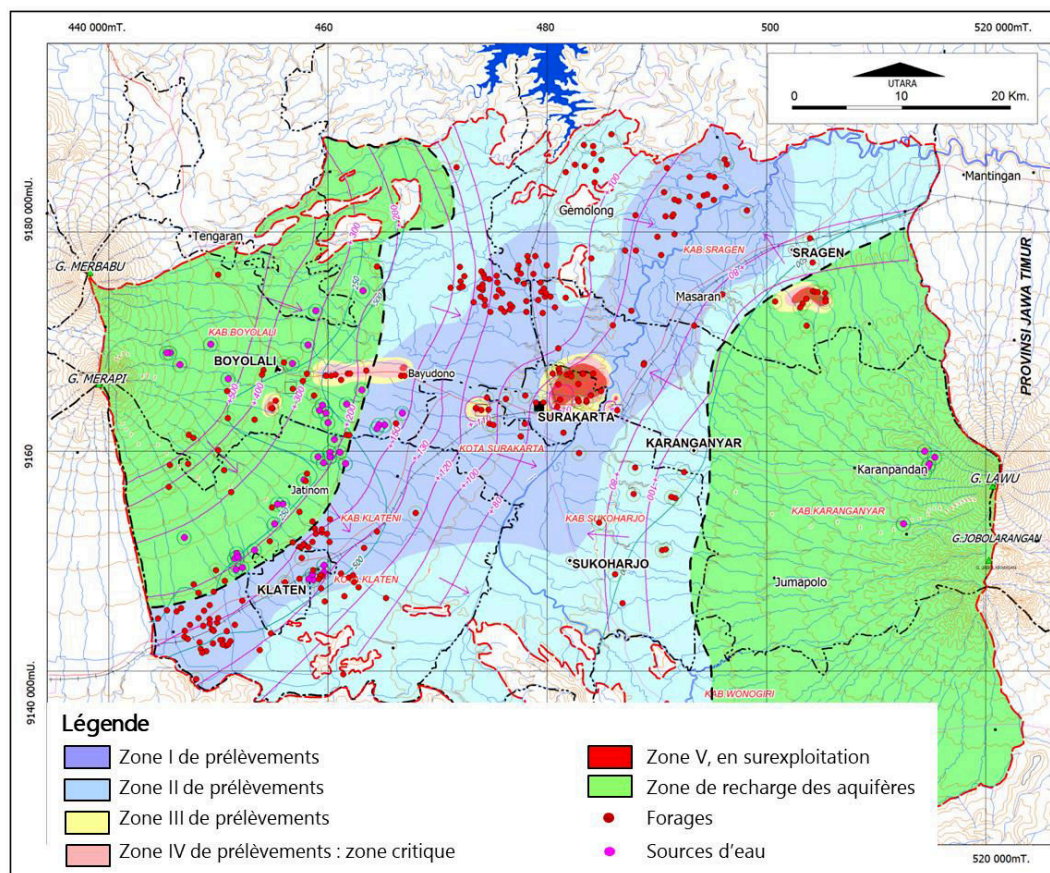 440 000mT.
460
480
500
520 000mT.
UTARA
0 10 20 Km.
Mantingan
9180 000mU.
Gemolong
Tengaran
KAB.SRAGEN
SRAGEN
G. MERBABU
Masaran
PROVINSI JAWA TIMUR
KAB.BOYOLALI
BOYOLALI
G. MERAPI
Bayudono
SURAKARTA
KARANGANYAR
KOTA SURAKARTA
9160
Karanpandan
G. LAWU
Jatinom
KAB.KARANGANYAR
KAB.KLATENI
KAB.SUKOHARJO
G.JOBOLARANGAN
SUKOHARJO
KLATEN
KOTA KLATEN
Jumapolo
9140 000mU.
KAB.WONOGIRI
Légende
Zone I de prélèvements
Zone II de prélèvements
Zone III de prélèvements
Zone IV de prélèvements : zone critique
Zone V, en surexploitation
Zone de recharge des aquifères
Forages
Sources d'eau
520 000mT.